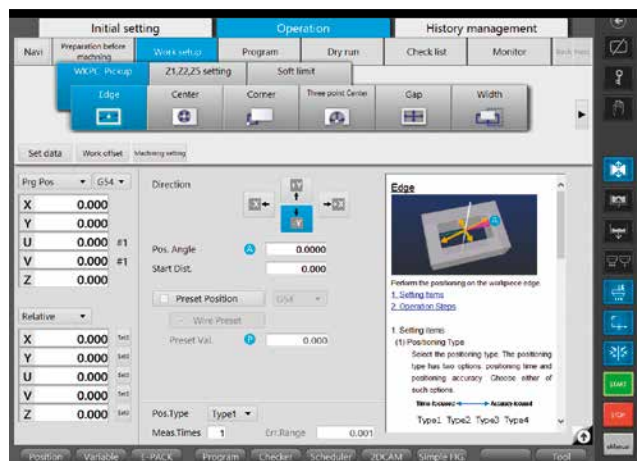 Initial setting Operation History management
Navi Preparation before machining Work setup Program Dry run Check list Monitor
WKPC Pickup Z1,Z2,Z5 setting Soft limit
Edge Center Corner Three point Center Gap Width
Set data Work offset Machining setting
Prg Pos G54
X 0.000
Y 0.000
U 0.000 #1
V 0.000 #1
Z 0.000
Relative
X 0.000
Y 0.000
U 0.000
V 0.000
Z 0.000
Direction
Pos. Angle A 0.0000
Start Dist. 0.000
Preset Position G54
Wire Preset
Preset Val. P 0.000
Pos.Type Type1
Meas.Times 1 Err.Range 0.001
Edge
Perform the positioning on the workpiece edge.
1. Setting items
2. Operation Steps
1. Setting items
(1) Positioning Type
Select the positioning type. The positioning
type has two options, positioning time and
positioning accuracy. Choose either of
such options.
Time focused Accuracy focused
Type1 Type2 Type3 Type4
START
STOP
Position Variable E-PACK Program Checker Scheduler 2DCAM Simple FIG. Tool